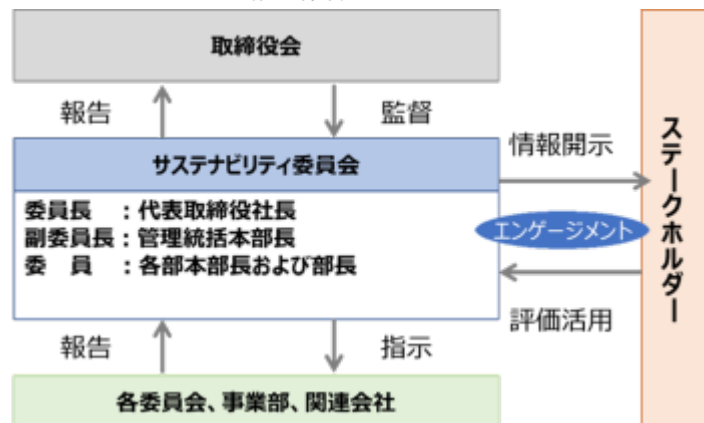 取締役会
報告
監督
サステナビリティ委員会
委員長　：代表取締役社長
副委員長：管理統括本部長
委　員　：各部本部長および部長
情報開示
エンゲージメント
評価活用
ステークホルダー
報告
指示
各委員会、事業部、関連会社